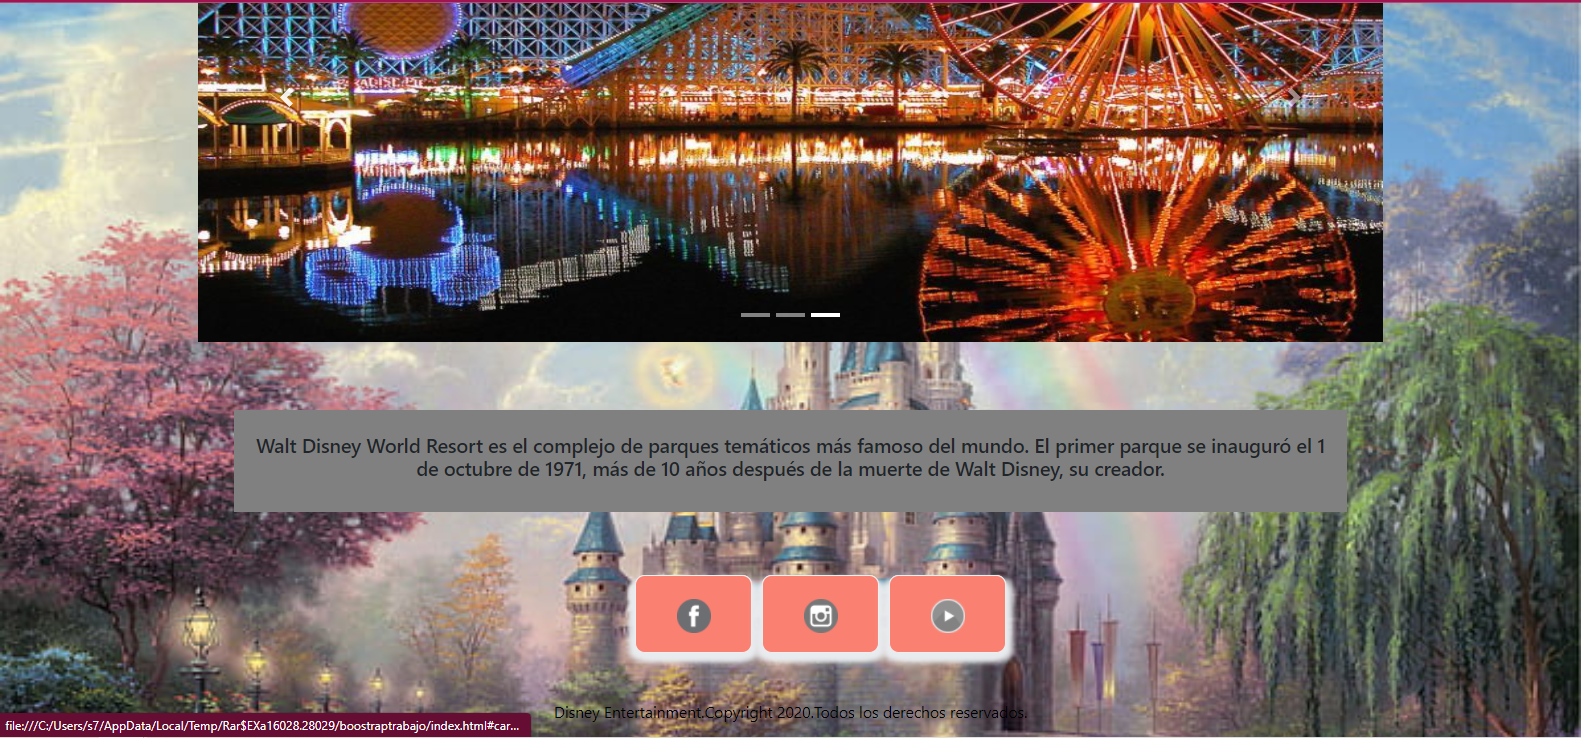 Walt Disney World Resort es el complejo de parques temáticos más famoso del mundo. El primer parque se inauguró el 1
de octubre de 1971, más de 10 años después de la muerte de Walt Disney, su creador.
Disney Entertainment.Copyright 2020.Todos los derechos reservados.
file:///C:/Users/s7/AppData/Local/Temp/Rar$EXa16028.28029/boostraptrabajo/index.html#car...